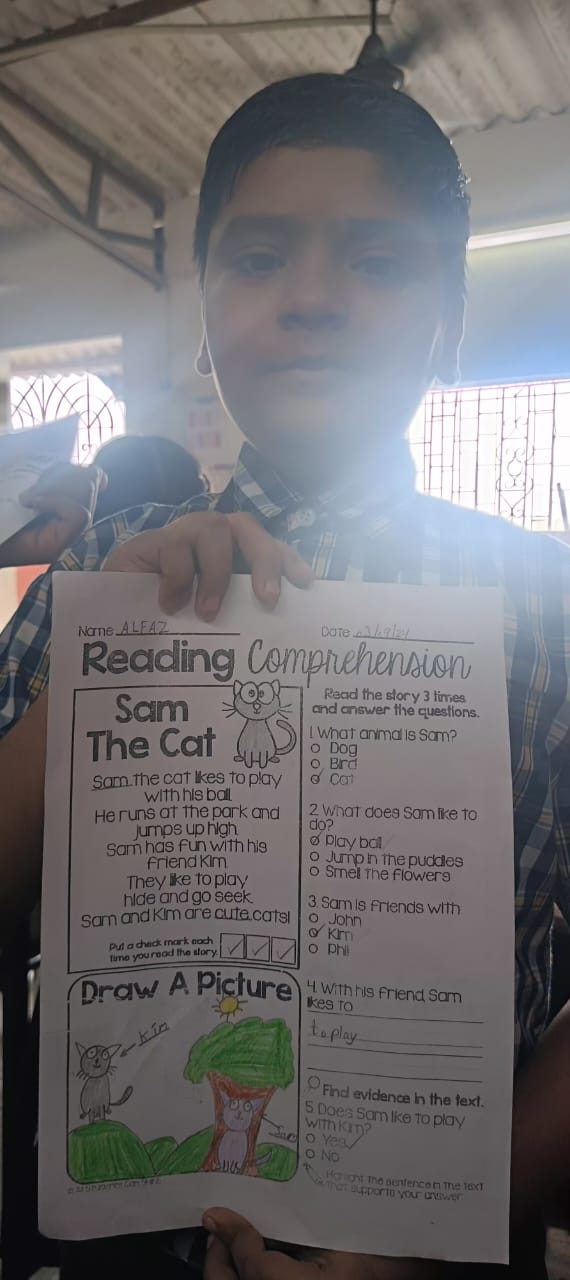 Name ALFAZ
Date 03/09/24
Reading Comprehension
Sam
The Cat
Sam the cat likes to play
with his ball.
He runs at the park and
jumps up high.
Sam has fun with his
friend Kim.
They like to play
hide and go seek.
Sam and Kim are cute cats!
Put a check mark each
time you read the story.
Draw A Picture
Kim
Sam
Read the story 3 times
and answer the questions.
1. What animal is Sam?
Dog
Bird
Cat
2. What does Sam like to
do?
Play ball
Jump in the puddles
Smell the flowers
3. Sam is friends with
John
Kim
Phil
4. With his friend, Sam
likes to
to play
Find evidence in the text.
5. Does Sam like to play
with Kim?
Yes
No
Highlight the sentence in the text
that supports your answer